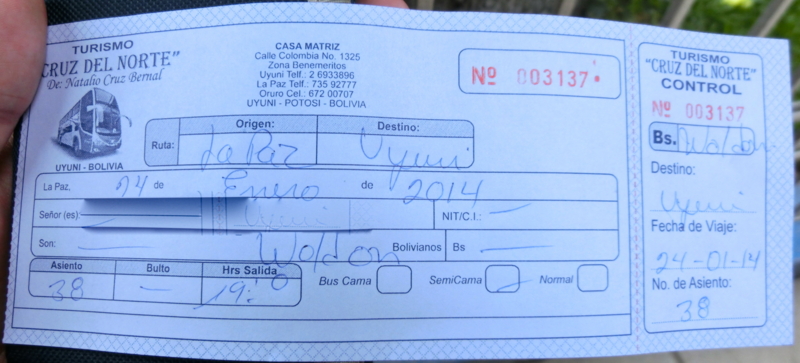 TURISMO
"CRUZ DEL NORTE"
De: Natalio Cruz Bernal
UYUNI - BOLIVIA
CASA MATRIZ
Calle Colombia No. 1325
Zona Benemeritos
Uyuni Telf.: 2 6933896
La Paz Telf.: 735 92777
Oruro Cel.: 672 00707
UYUNI - POTOSI - BOLIVIA
Nº 003137
Ruta: Origen: La Paz Destino: Uyuni
La Paz, 24 de Enero de 2014
Señor (es): NIT/C.I.: —
Son: — Bolivianos Bs —
Asiento Bulto Hrs Salida
38 — 19:00
Bus Cama SemiCama Normal
TURISMO
"CRUZ DEL NORTE"
CONTROL
Nº 003137
Bs.
Destino:
Uyuni
Fecha de Viaje:
24-01-14
No. de Asiento:
38